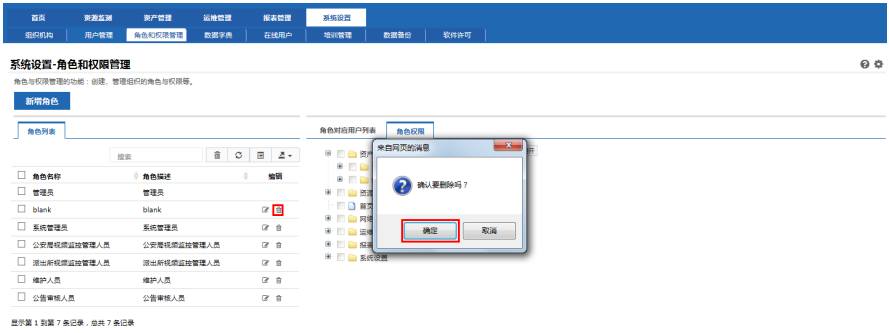 首页 资源监测 资产管理 运维管理 报表管理 系统设置
组织机构 用户管理 角色和权限管理 数据字典 在线用户 培训管理 数据备份 软件许可
系统设置-角色和权限管理
角色与权限管理的功能：创建、管理组织的角色与权限等。
新增角色
角色列表
搜索
角色名称 角色描述 编辑
管理员 管理员
blank blank
系统管理员 系统管理员
公安局视频监控管理人员 公安局视频监控管理人员
派出所视频监控管理人员 派出所视频监控管理人员
维护人员 维护人员
公告审核人员 公告审核人员
显示第 1 到第 7 条记录，总共 7 条记录
角色对应用户列表 角色权限
资产
资源
首页
网络
运维
报表
系统设置
来自网页的消息
确认要删除吗？
确定 取消